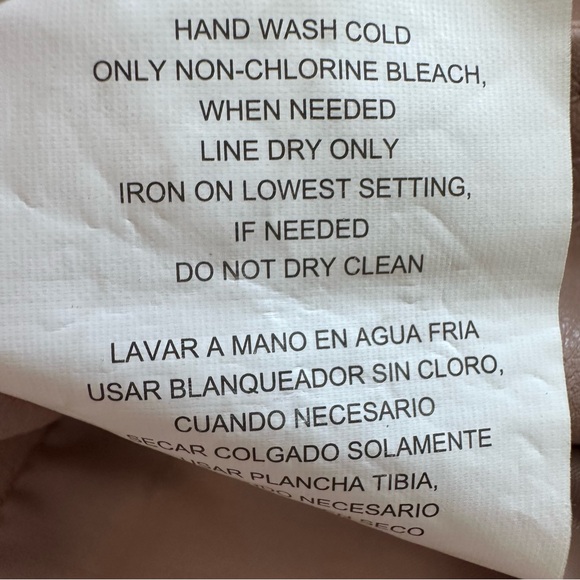 HAND WASH COLD
ONLY NON-CHLORINE BLEACH,
WHEN NEEDED
LINE DRY ONLY
IRON ON LOWEST SETTING,
IF NEEDED
DO NOT DRY CLEAN
LAVAR A MANO EN AGUA FRIA
USAR BLANQUEADOR SIN CLORO,
CUANDO NECESARIO
SECAR COLGADO SOLAMENTE
USAR PLANCHA TIBIA,
NECESARIO
SECO